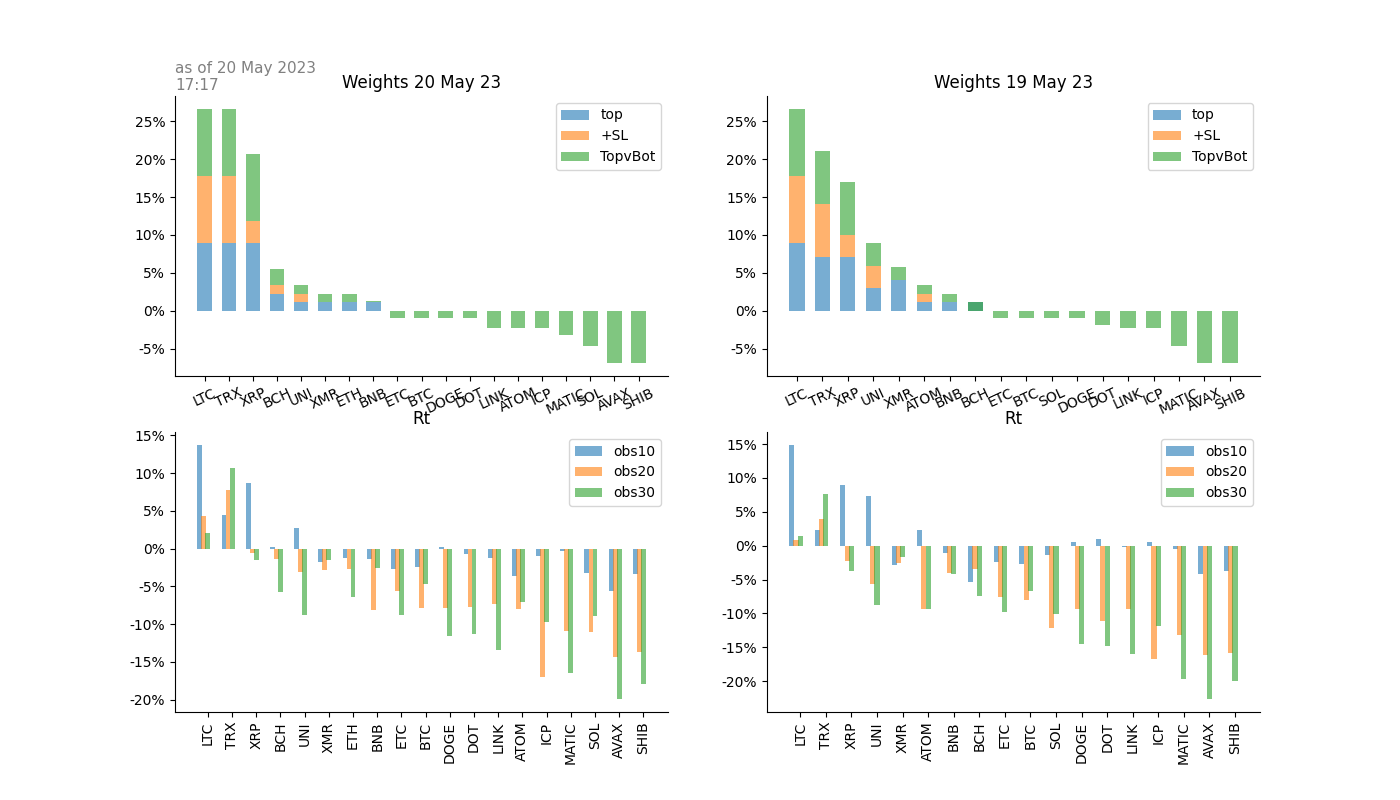 as of 20 May 2023
17:17
Weights 20 May 23
25%
20%
15%
10%
5%
0%
-5%
top
+SL
TopvBot
LTC TRX XRP BCH UNI XMR ETH BNB ETC BTC DOGE DOT LINK ATOM ICP MATIC SOL AVAX SHIB
Weights 19 May 23
25%
20%
15%
10%
5%
0%
-5%
top
+SL
TopvBot
LTC TRX XRP UNI XMR ATOM BNB BCH ETC BTC SOL DOGE DOT LINK ICP MATIC AVAX SHIB
Rt
15%
10%
5%
0%
-5%
-10%
-15%
-20%
obs10
obs20
obs30
LTC TRX XRP BCH UNI XMR ETH BNB ETC BTC DOGE DOT LINK ATOM ICP MATIC SOL AVAX SHIB
Rt
15%
10%
5%
0%
-5%
-10%
-15%
-20%
obs10
obs20
obs30
LTC TRX XRP UNI XMR ATOM BNB BCH ETC BTC SOL DOGE DOT LINK ICP MATIC AVAX SHIB